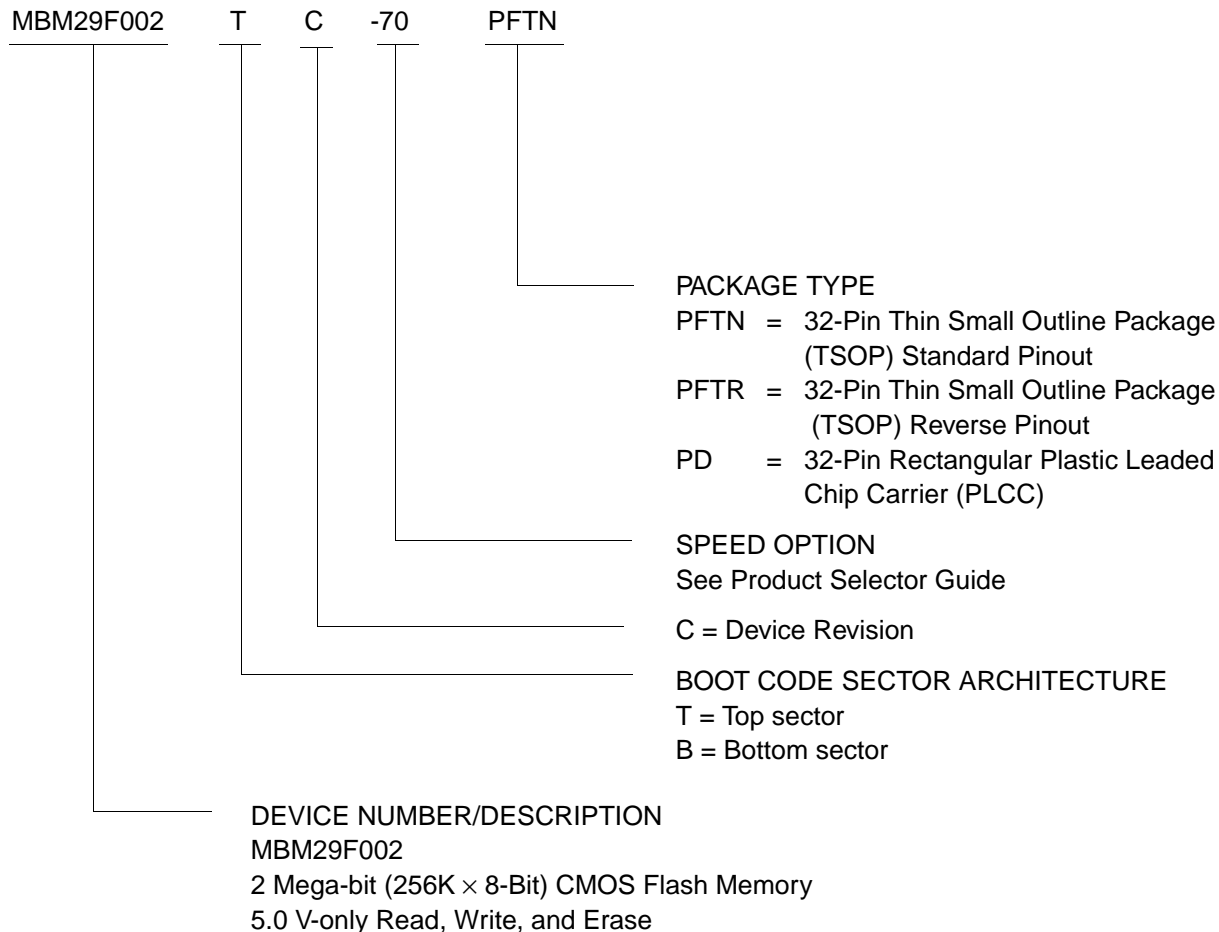 MBM29F002 T C -70 PFTN
PACKAGE TYPE
PFTN = 32-Pin Thin Small Outline Package
(TSOP) Standard Pinout
PFTR = 32-Pin Thin Small Outline Package
(TSOP) Reverse Pinout
PD = 32-Pin Rectangular Plastic Leaded
Chip Carrier (PLCC)
SPEED OPTION
See Product Selector Guide
C = Device Revision
BOOT CODE SECTOR ARCHITECTURE
T = Top sector
B = Bottom sector
DEVICE NUMBER/DESCRIPTION
MBM29F002
2 Mega-bit (256K × 8-Bit) CMOS Flash Memory
5.0 V-only Read, Write, and Erase